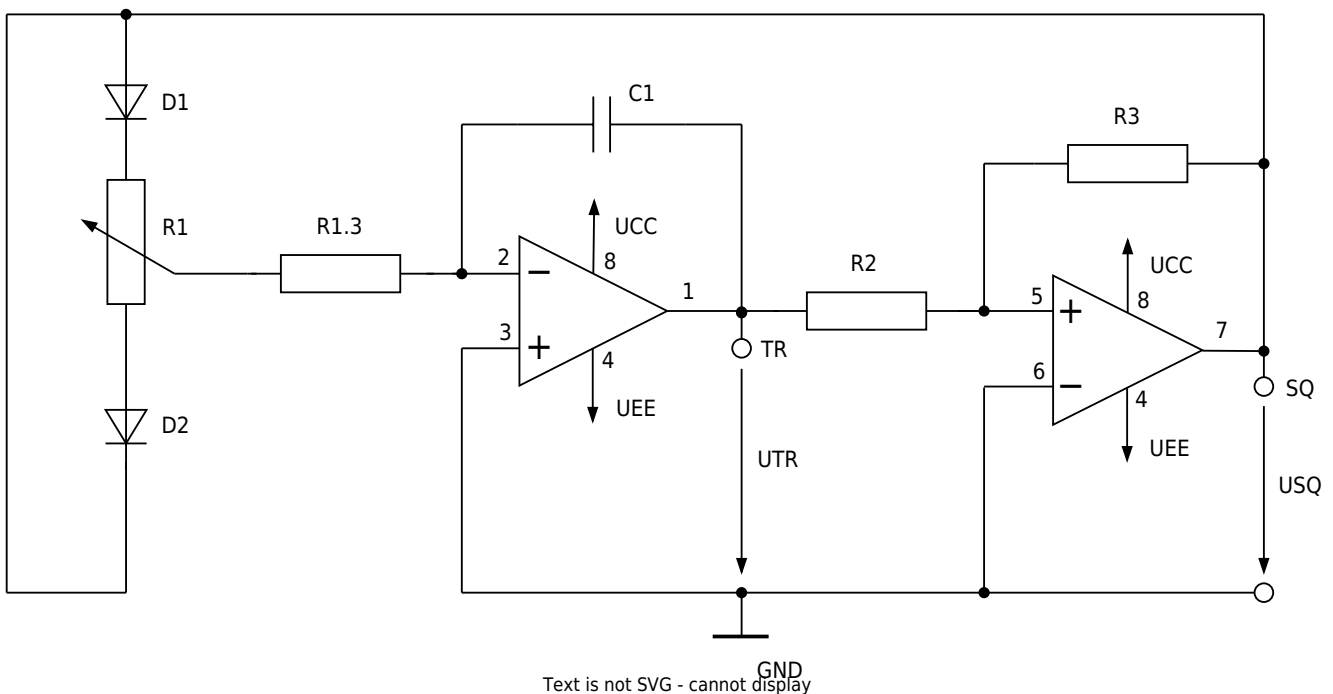 C1
D1
R3
R1
R1.3
UCC
2
8
−
R2
UCC
1
5
8
+
3
+
7
TR
4
6
−
SQ
UEE
4
D2
UTR
UEE
USQ
GND
Text is not SVG - cannot display